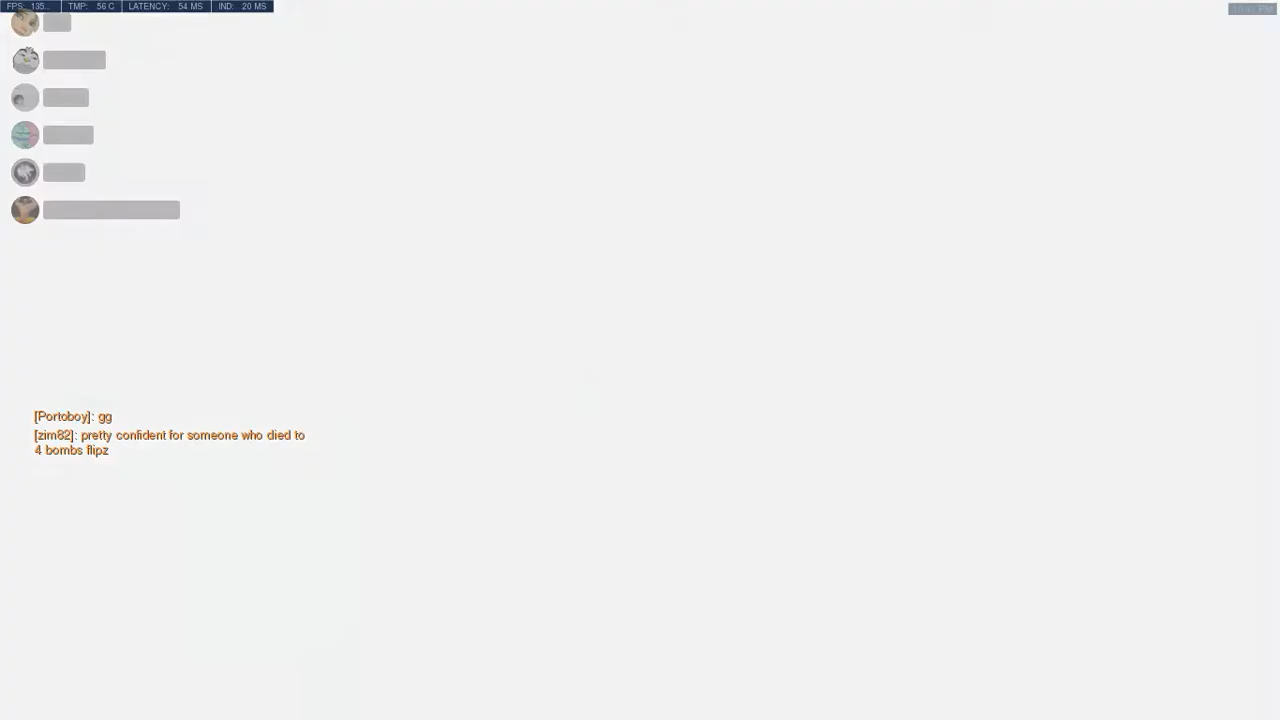 FPS: 135... TMP: 56 C LATENCY: 54 MS IND: 20 MS
[Portoboy]: gg
[zim82]: pretty confident for someone who died to
4 bombs flipz